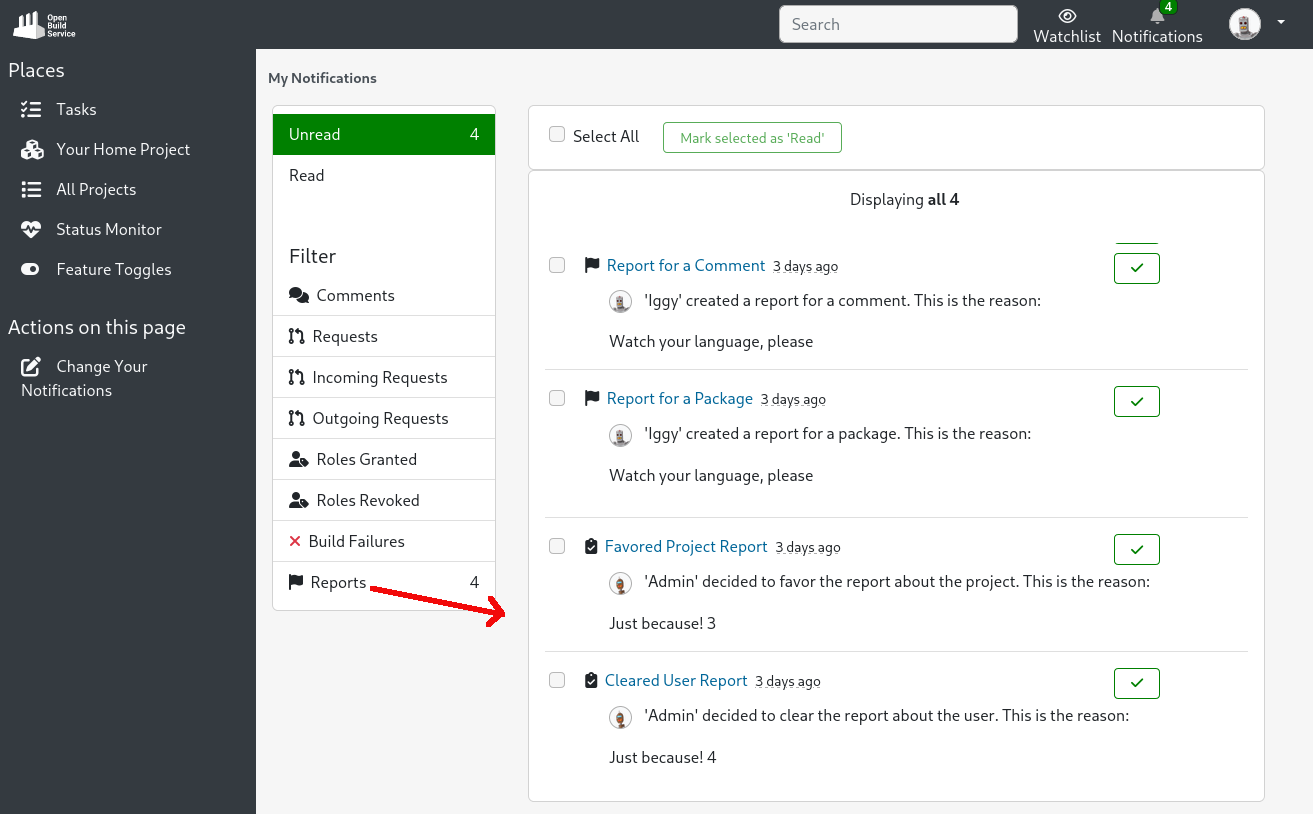 Open
Build
Service
Search
Watchlist
4
Notifications
Places
Tasks
Your Home Project
All Projects
Status Monitor
Feature Toggles
Actions on this page
Change Your
Notifications
My Notifications
Unread 4
Read
Filter
Comments
Requests
Incoming Requests
Outgoing Requests
Roles Granted
Roles Revoked
Build Failures
Reports 4
Select All Mark selected as 'Read'
Displaying all 4
Report for a Comment 3 days ago
'Iggy' created a report for a comment. This is the reason:
Watch your language, please
Report for a Package 3 days ago
'Iggy' created a report for a package. This is the reason:
Watch your language, please
Favored Project Report 3 days ago
'Admin' decided to favor the report about the project. This is the reason:
Just because! 3
Cleared User Report 3 days ago
'Admin' decided to clear the report about the user. This is the reason:
Just because! 4